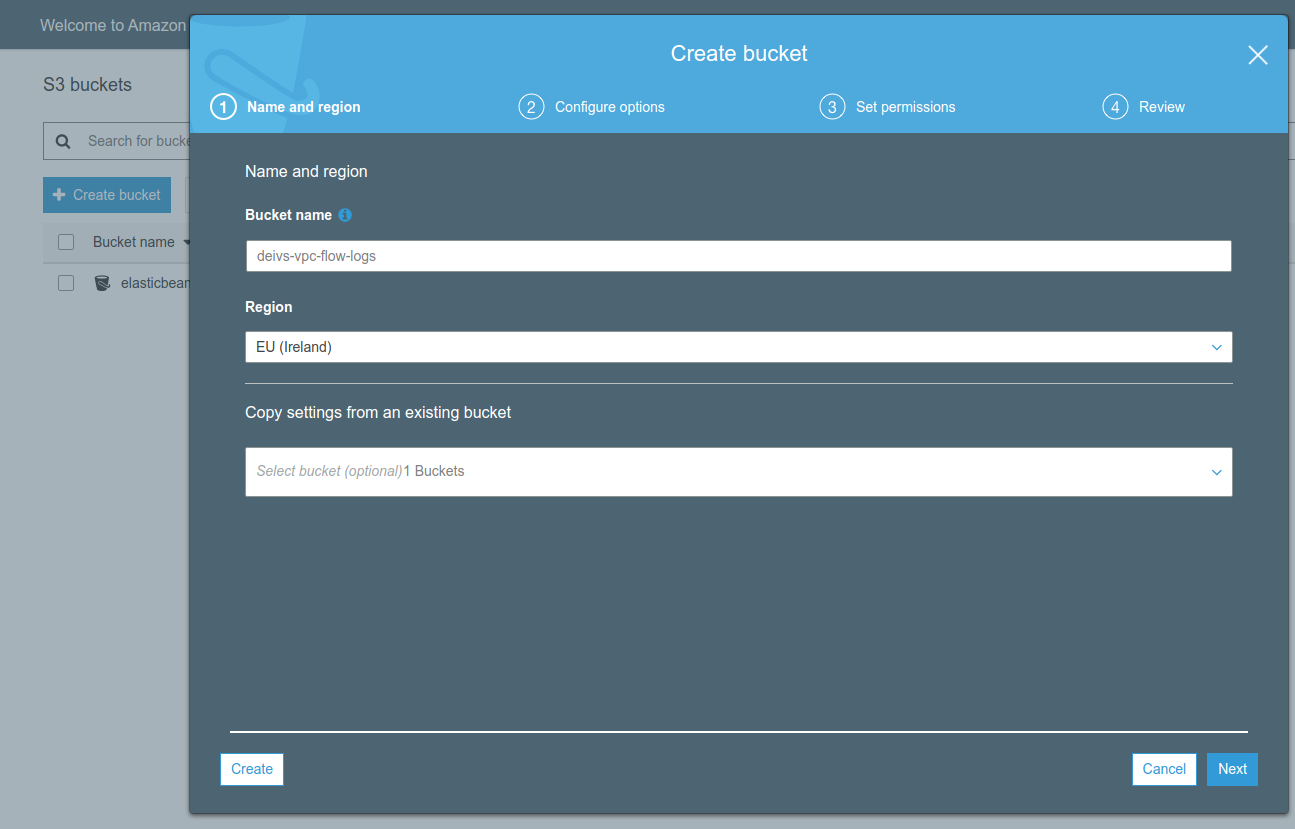 Welcome to Amazon
Create bucket
S3 buckets
1 Name and region
2 Configure options
3 Set permissions
4 Review
Search for bucke
Name and region
Create bucket
Bucket name
Bucket name
deivs-vpc-flow-logs
elasticbean
Region
EU (Ireland)
Copy settings from an existing bucket
Select bucket (optional)1 Buckets
Create
Cancel
Next